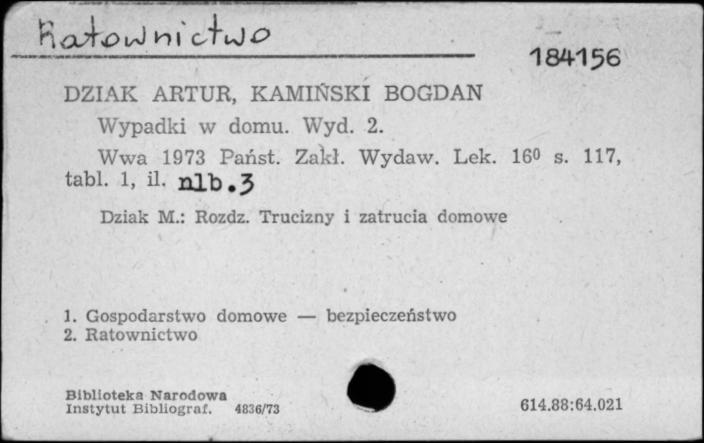 Ratownictwo
184156
DZIAK ARTUR, KAMIŃSKI BOGDAN
Wypadki w domu. Wyd. 2.
Wwa 1973 Państ. Zakł. Wydaw. Lek. 16⁰ s. 117,
tabl. 1, il. nlb.3
Dziak M.: Rozdz. Trucizny i zatrucia domowe
1. Gospodarstwo domowe — bezpieczeństwo
2. Ratownictwo
Biblioteka Narodowa
Instytut Bibliograf. 4836/73
614.88:64.021